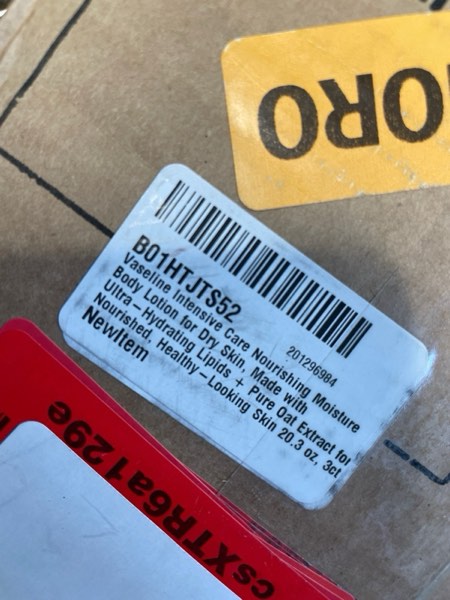 ORO
B01HTJTS52
201296984
Vaseline Intensive Care Nourishing Moisture
Body Lotion for Dry Skin, Made with
Ultra-Hydrating Lipids + Pure Oat Extract for
Nourished, Healthy-Looking Skin 20.3 oz, 3ct
NewItem
csXTR6a129e